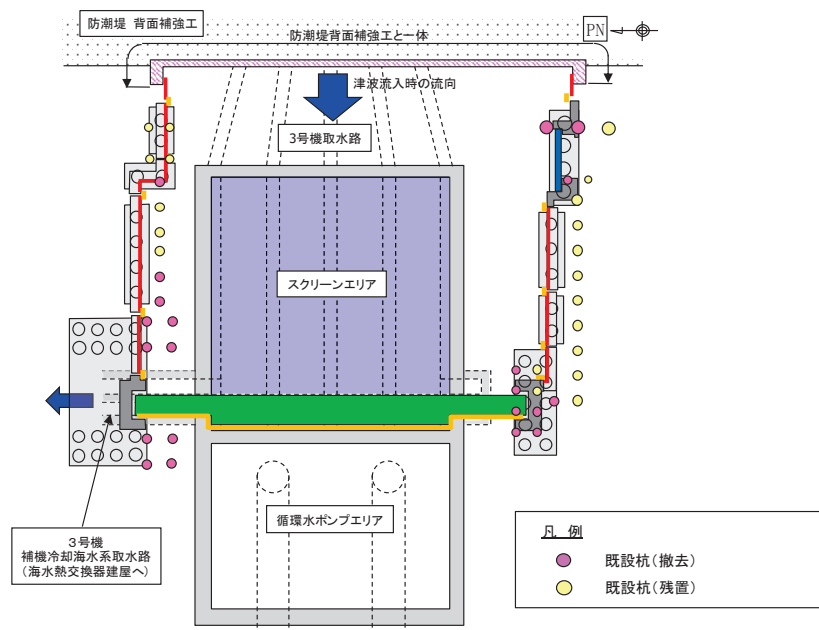 防潮堤 背面補強工
防潮堤背面補強工と一体
PN
津波流入時の流向
3号機取水路
スクリーンエリア
循環水ポンプエリア
3号機
補機冷却海水系取水路
(海水熱交換器建屋へ)
凡 例
既設杭(撤去)
既設杭(残置)